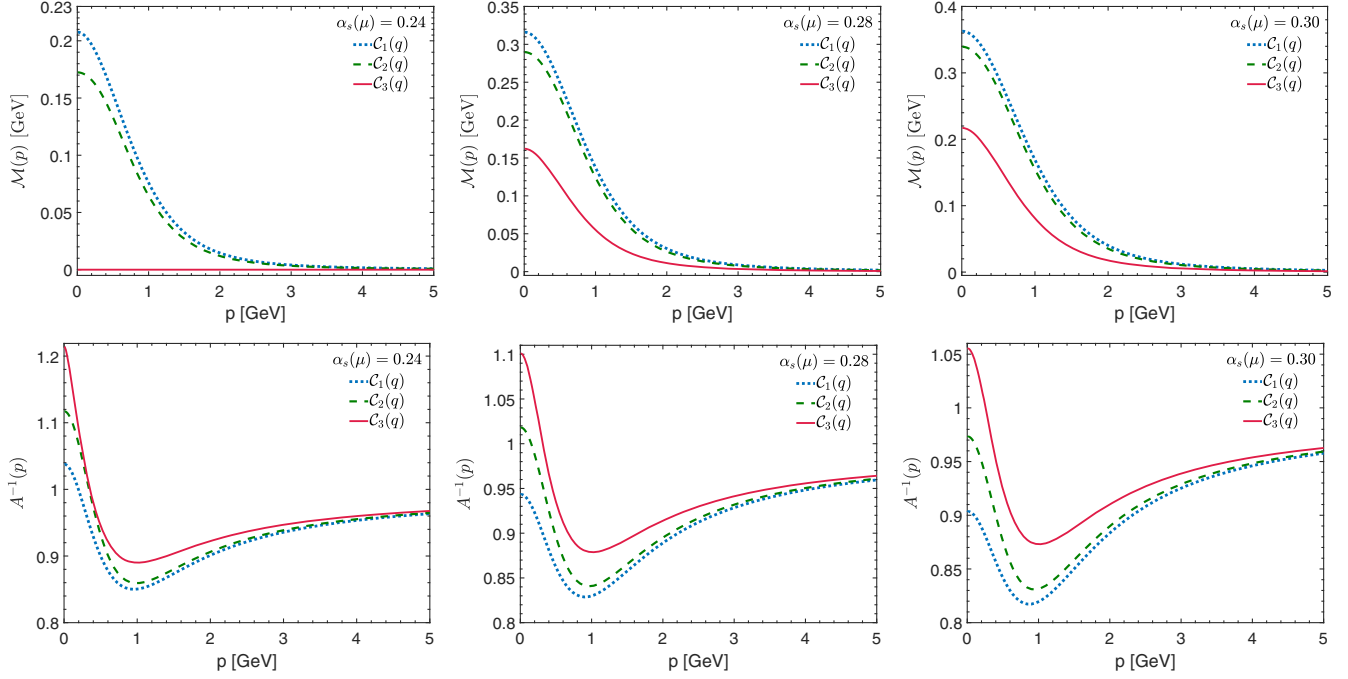 α_s(μ) = 0.24
C₁(q)
C₂(q)
C₃(q)
M(p) [GeV]
0.23
0.2
0.15
0.1
0.05
0
0 1 2 3 4 5
p [GeV]
α_s(μ) = 0.28
C₁(q)
C₂(q)
C₃(q)
M(p) [GeV]
0.35
0.3
0.25
0.2
0.15
0.1
0.05
0
0 1 2 3 4 5
p [GeV]
α_s(μ) = 0.30
C₁(q)
C₂(q)
C₃(q)
M(p) [GeV]
0.4
0.3
0.2
0.1
0
0 1 2 3 4 5
p [GeV]
α_s(μ) = 0.24
C₁(q)
C₂(q)
C₃(q)
A⁻¹(p)
1.2
1.1
1
0.9
0.8
0 1 2 3 4 5
p [GeV]
α_s(μ) = 0.28
C₁(q)
C₂(q)
C₃(q)
A⁻¹(p)
1.1
1.05
1
0.95
0.9
0.85
0.8
0 1 2 3 4 5
p [GeV]
α_s(μ) = 0.30
C₁(q)
C₂(q)
C₃(q)
A⁻¹(p)
1.05
1
0.95
0.9
0.85
0.8
0 1 2 3 4 5
p [GeV]